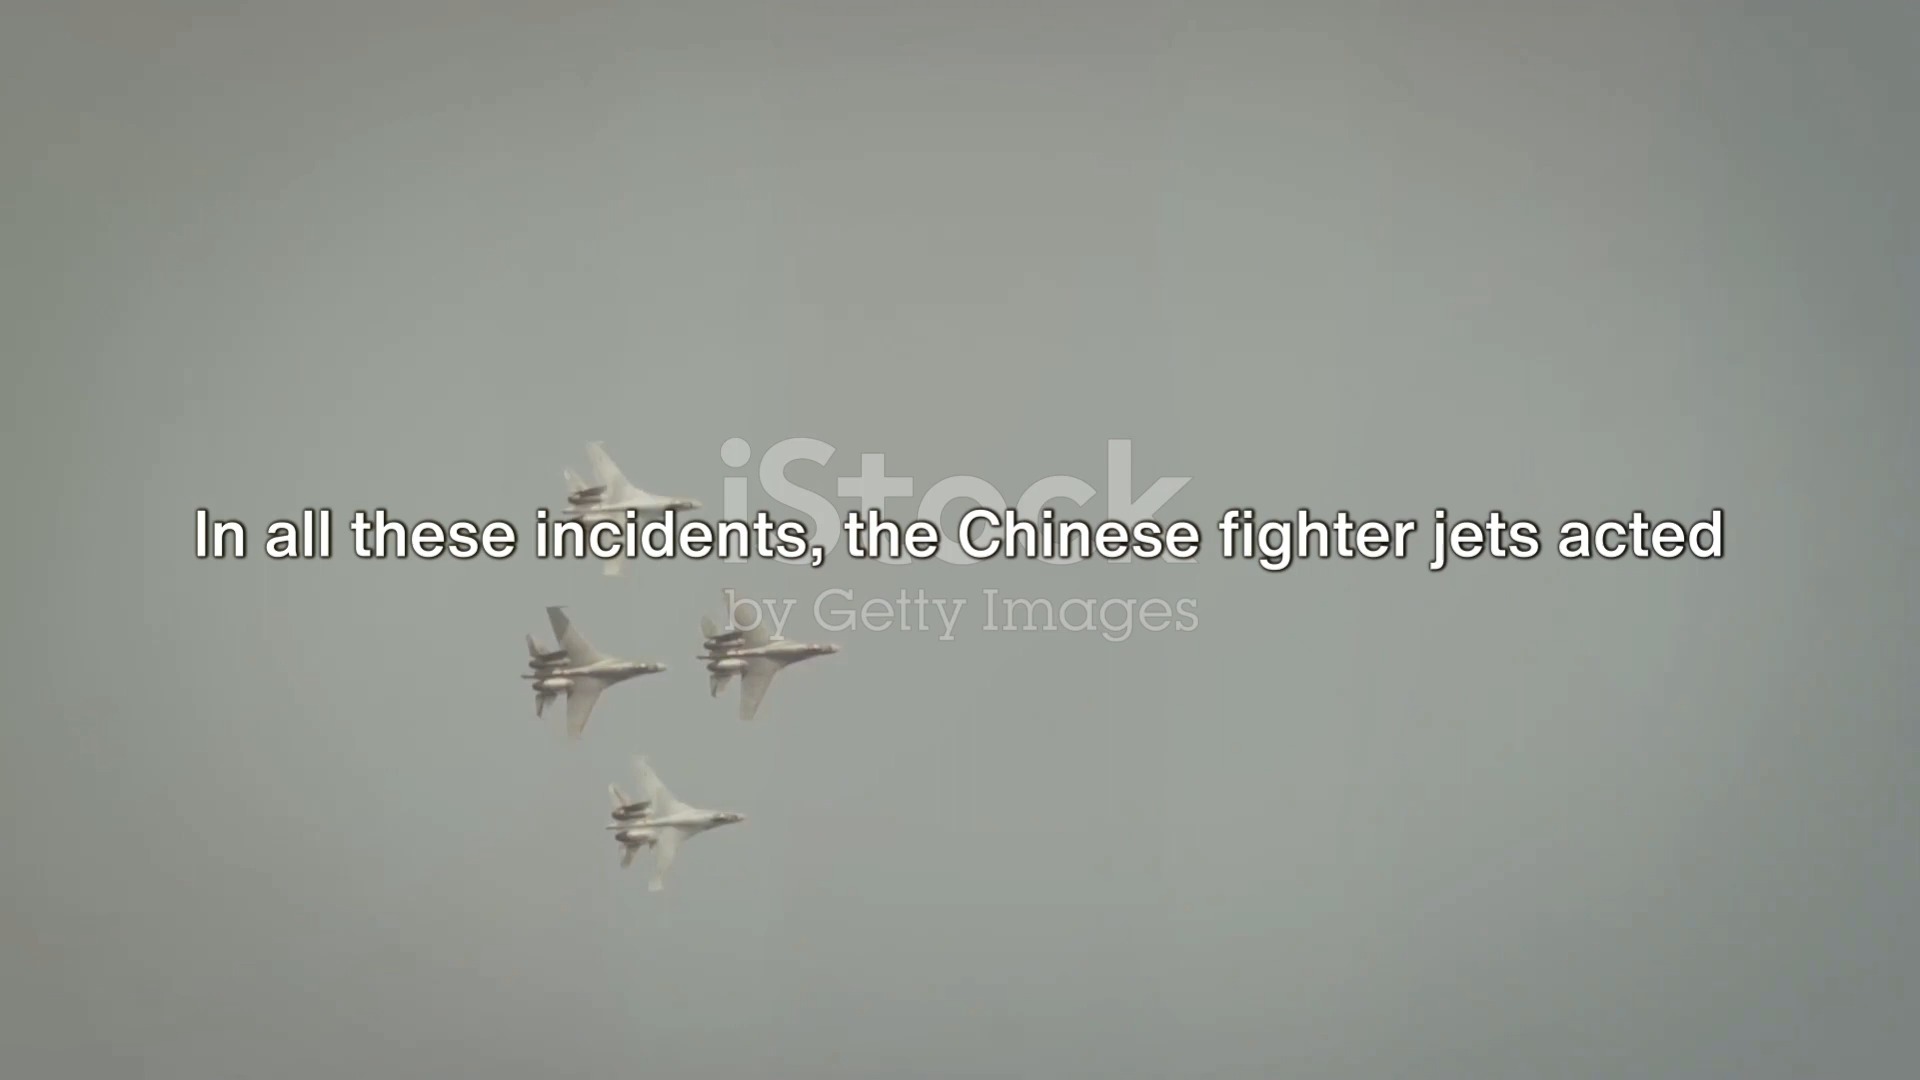 iStock
In all these incidents, the Chinese fighter jets acted
by Getty Images